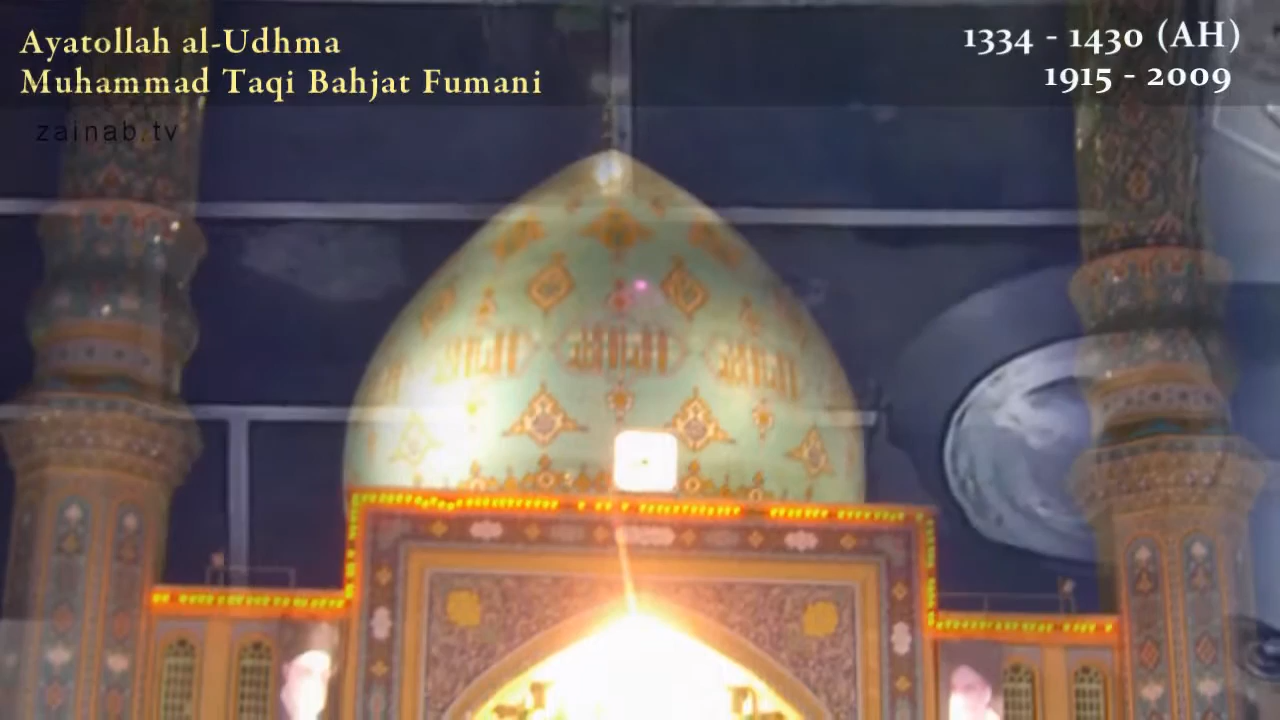 Ayatollah al-Udhma
Muhammad Taqi Bahjat Fumani
1334 - 1430 (AH)
1915 - 2009
zainab.tv